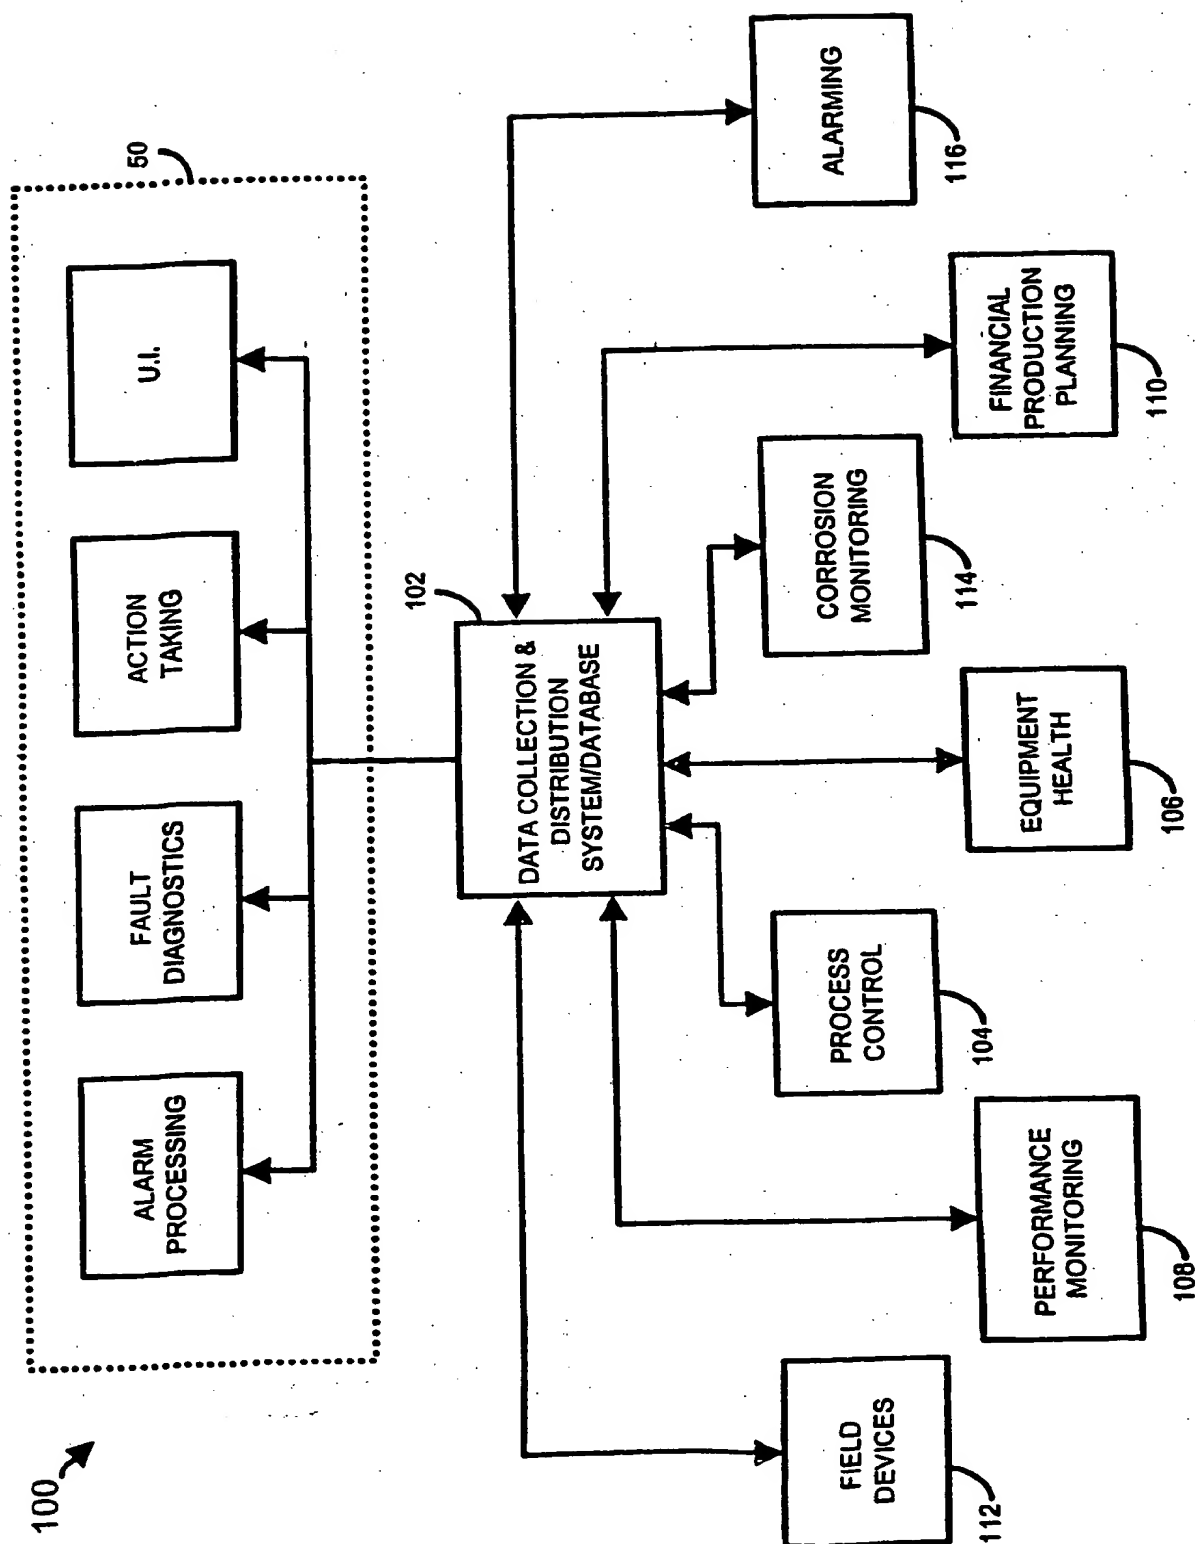 100
50
ALARM
PROCESSING
FAULT
DIAGNOSTICS
ACTION
TAKING
U.I.
102
DATA COLLECTION &
DISTRIBUTION
SYSTEM/DATABASE
FIELD
DEVICES
112
PERFORMANCE
MONITORING
108
PROCESS
CONTROL
104
EQUIPMENT
HEALTH
106
CORROSION
MONITORING
114
FINANCIAL
PRODUCTION
PLANNING
110
ALARMING
116